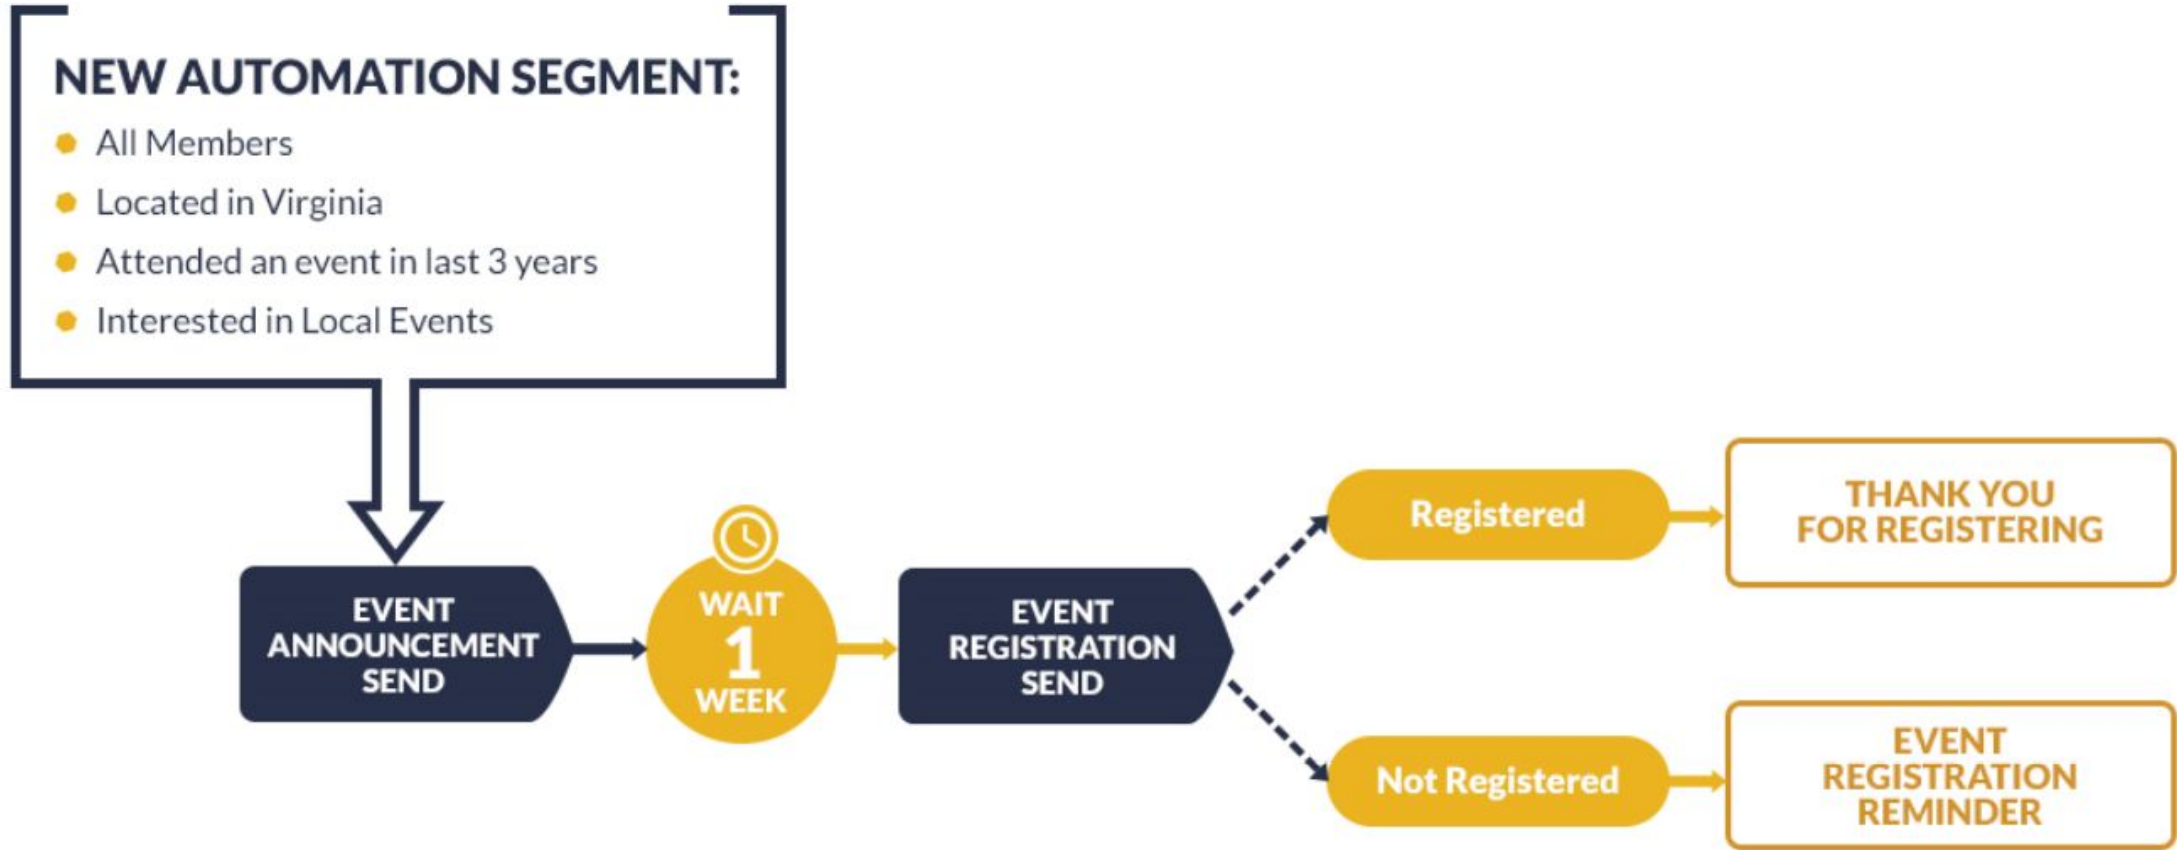 NEW AUTOMATION SEGMENT:
All Members
Located in Virginia
Attended an event in last 3 years
Interested in Local Events
EVENT
ANNOUNCEMENT
SEND
WAIT
1
WEEK
EVENT
REGISTRATION
SEND
Registered
THANK YOU
FOR REGISTERING
Not Registered
EVENT
REGISTRATION
REMINDER